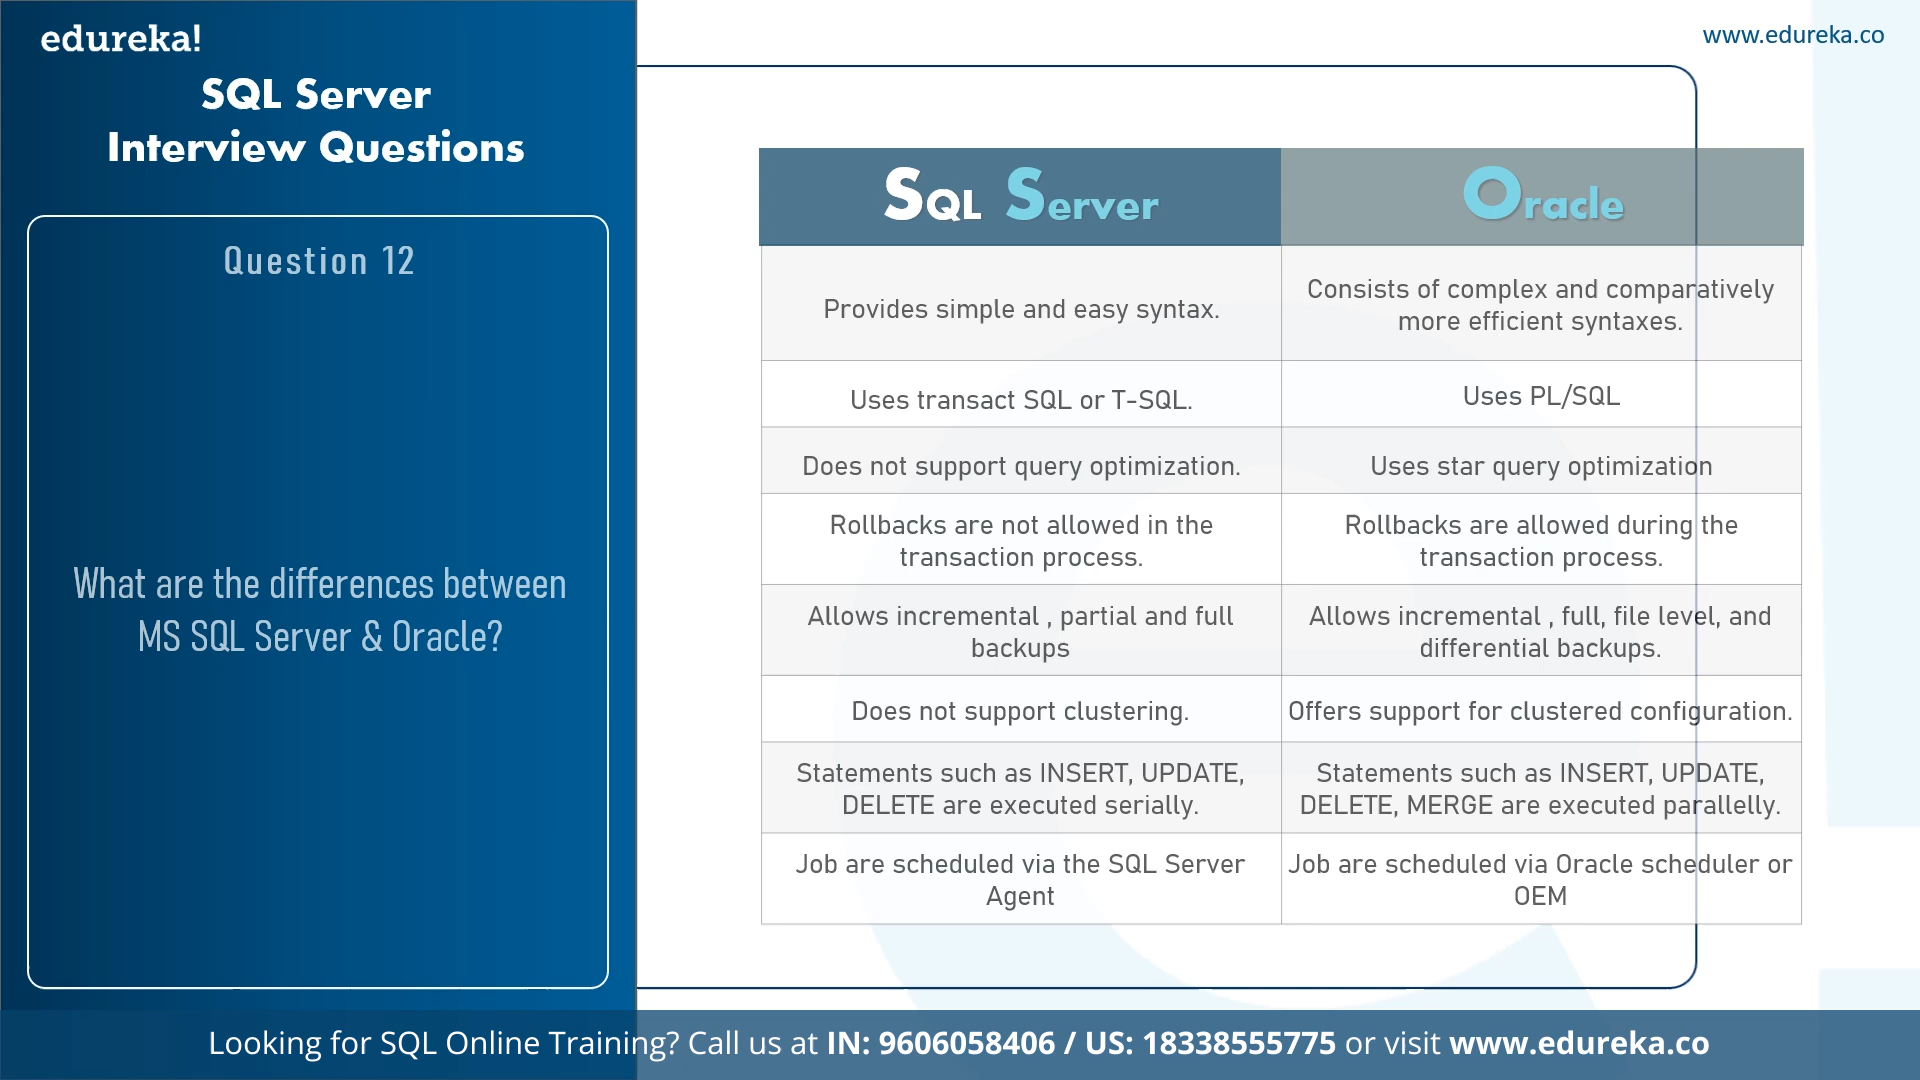 edureka!
www.edureka.co
SQL Server
Interview Questions
Question 12
What are the differences between
MS SQL Server & Oracle?
SQL Server
Oracle
Provides simple and easy syntax.
Consists of complex and comparatively
more efficient syntaxes.
Uses transact SQL or T-SQL.
Uses PL/SQL
Does not support query optimization.
Uses star query optimization
Rollbacks are not allowed in the
transaction process.
Rollbacks are allowed during the
transaction process.
Allows incremental , partial and full
backups
Allows incremental , full, file level, and
differential backups.
Does not support clustering.
Offers support for clustered configuration.
Statements such as INSERT, UPDATE,
DELETE are executed serially.
Statements such as INSERT, UPDATE,
DELETE, MERGE are executed parallelly.
Job are scheduled via the SQL Server
Agent
Job are scheduled via Oracle scheduler or
OEM
Looking for SQL Online Training? Call us at IN: 9606058406 / US: 18338555775 or visit www.edureka.co